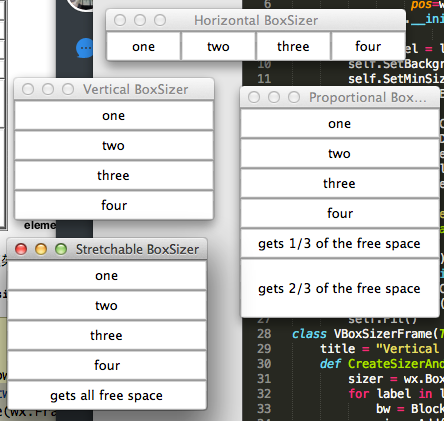 Horizontal BoxSizer
one two three four
Vertical BoxSizer
one
two
three
four
Proportional Box...
one
two
three
four
gets 1/3 of the free space
gets 2/3 of the free space
Stretchable BoxSizer
one
two
three
four
gets all free space
eleme
6 pos=w
.__ini
el = l
10 self.SetBackgr
11 self.SetMinSiz
self.Fit()
28 class VBoxSizerFrame(T
29 title = "Vertical
30 def CreateSizerAnd
31 sizer = wx.Box
32 for label in l
33 bw = Block
(wx.Fra